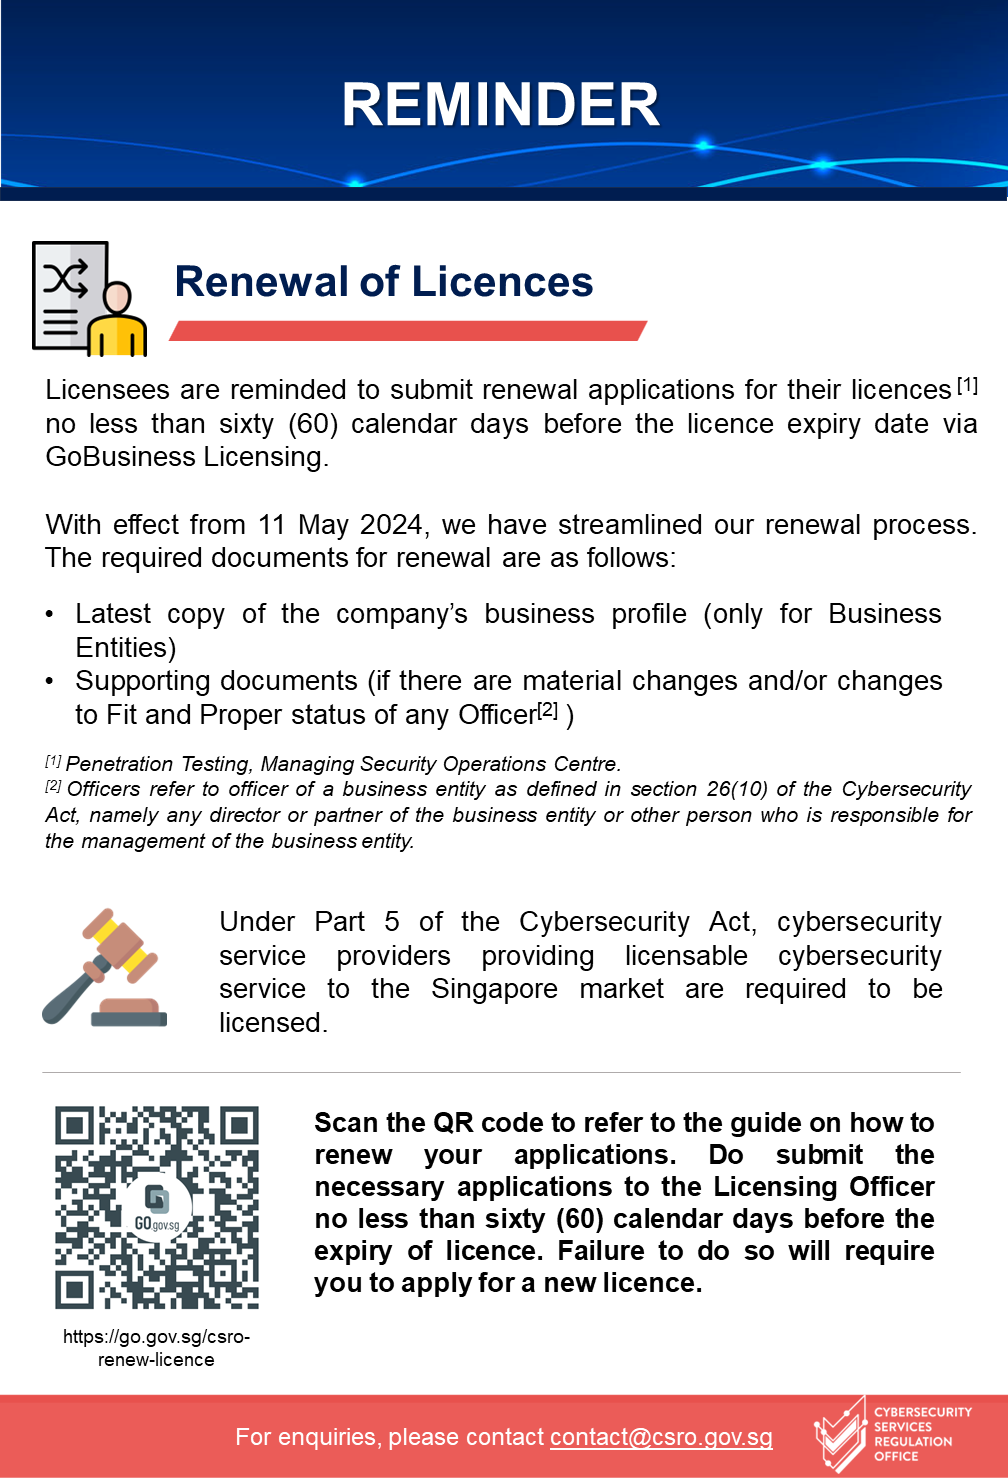 REMINDER
Renewal of Licences
Licensees are reminded to submit renewal applications for their licences [1]
no less than sixty (60) calendar days before the licence expiry date via
GoBusiness Licensing.
With effect from 11 May 2024, we have streamlined our renewal process.
The required documents for renewal are as follows:
• Latest copy of the company’s business profile (only for Business
Entities)
• Supporting documents (if there are material changes and/or changes
to Fit and Proper status of any Officer[2] )
[1] Penetration Testing, Managing Security Operations Centre.
[2] Officers refer to officer of a business entity as defined in section 26(10) of the Cybersecurity
Act, namely any director or partner of the business entity or other person who is responsible for
the management of the business entity.
Under Part 5 of the Cybersecurity Act, cybersecurity
service providers providing licensable cybersecurity
service to the Singapore market are required to be
licensed.
GO.gov.sg
https://go.gov.sg/csro-
renew-licence
Scan the QR code to refer to the guide on how to
renew your applications. Do submit the
necessary applications to the Licensing Officer
no less than sixty (60) calendar days before the
expiry of licence. Failure to do so will require
you to apply for a new licence.
For enquiries, please contact contact@csro.gov.sg
CYBERSECURITY
SERVICES
REGULATION
OFFICE